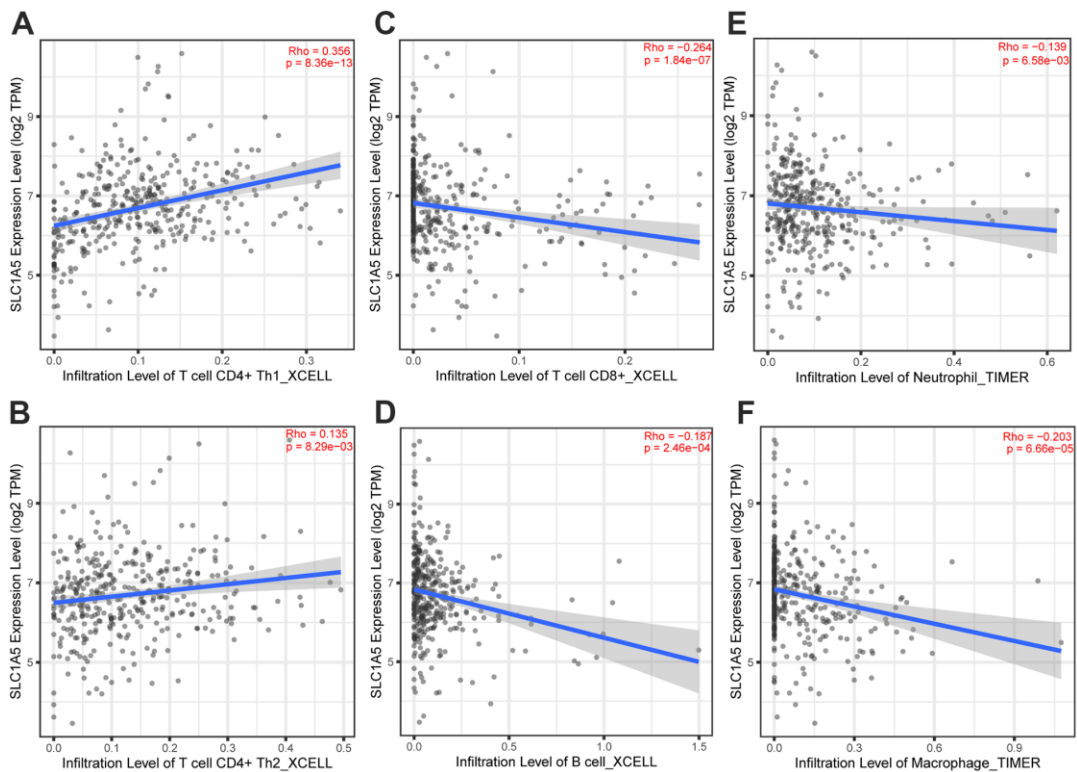 A
Rho = 0.356
p = 8.36e−13
SLC1A5 Expression Level (log2 TPM)
9
7
5
0.0 0.1 0.2 0.3
Infiltration Level of T cell CD4+ Th1_XCELL
C
Rho = −0.264
p = 1.84e−07
SLC1A5 Expression Level (log2 TPM)
9
7
5
0.0 0.1 0.2
Infiltration Level of T cell CD8+_XCELL
E
Rho = −0.139
p = 6.58e−03
SLC1A5 Expression Level (log2 TPM)
9
7
5
0.0 0.2 0.4 0.6
Infiltration Level of Neutrophil_TIMER
B
Rho = 0.135
p = 8.29e−03
SLC1A5 Expression Level (log2 TPM)
9
7
5
0.0 0.1 0.2 0.3 0.4 0.5
Infiltration Level of T cell CD4+ Th2_XCELL
D
Rho = −0.187
p = 2.46e−04
SLC1A5 Expression Level (log2 TPM)
9
7
5
0.0 0.5 1.0 1.5
Infiltration Level of B cell_XCELL
F
Rho = −0.203
p = 6.66e−05
SLC1A5 Expression Level (log2 TPM)
9
7
5
0.0 0.3 0.6 0.9
Infiltration Level of Macrophage_TIMER